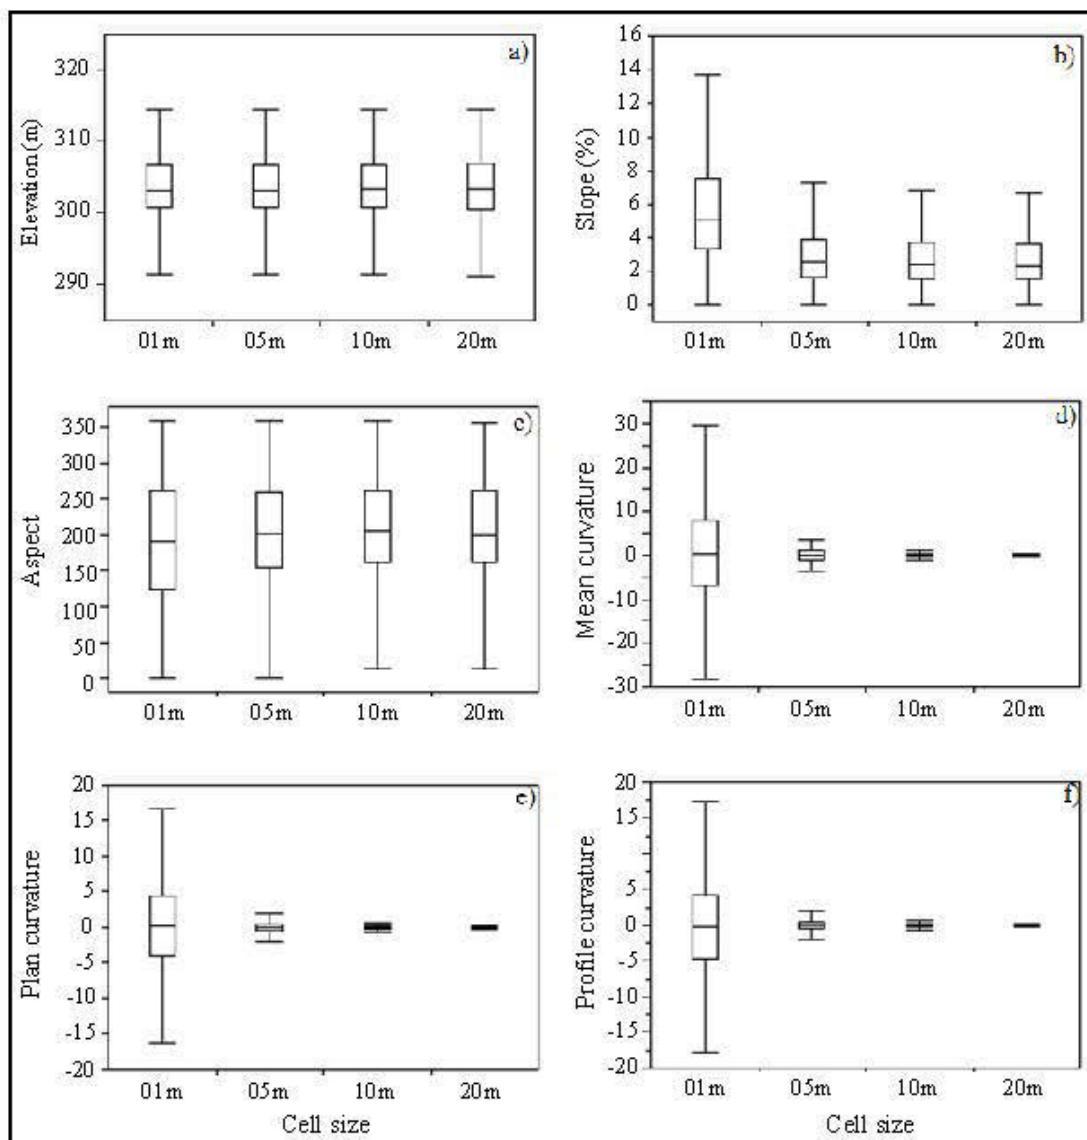 a)
320
310
300
290
Elevation (m)
01m 05m 10m 20m
b)
16
14
12
10
8
6
4
2
0
Slope (%)
01m 05m 10m 20m
c)
350
300
250
200
150
100
50
0
Aspect
01m 05m 10m 20m
d)
30
20
10
0
-10
-20
-30
Mean curvature
01m 05m 10m 20m
e)
20
15
10
5
0
-5
-10
-15
-20
Plan curvature
01m 05m 10m 20m
Cell size
f)
20
15
5
0
-5
-10
-15
-20
Profile curvature
01m 05m 10m 20m
Cell size